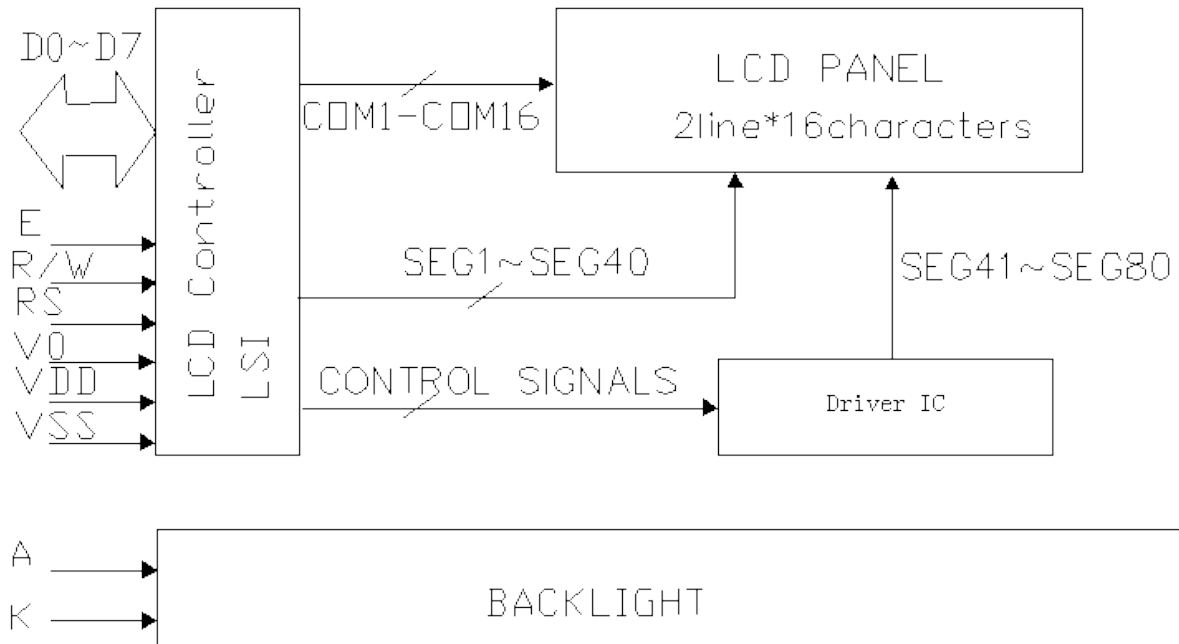 D0~D7
LCD Controller
LSI
COM1-COM16
LCD PANEL
2line*16characters
E
R/W
RS
V0
VDD
VSS
SEG1~SEG40
SEG41~SEG80
CONTROL SIGNALS
Driver IC
A
K
BACKLIGHT